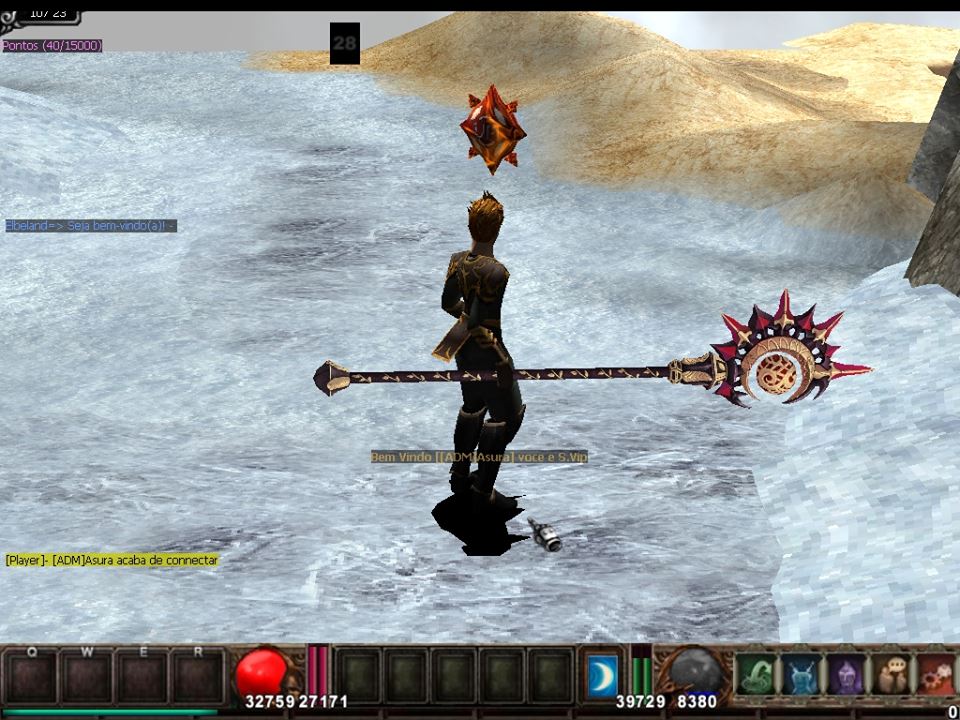 107 23
Pontos (40/15000)
28
Elbeland=> Seja bem-vindo(a)! -
Bem Vindo [[ADM]Asura] voce e S.Vip
[Player]- [ADM]Asura acaba de connectar
Q W E R
32759 27171 39729 8380
0